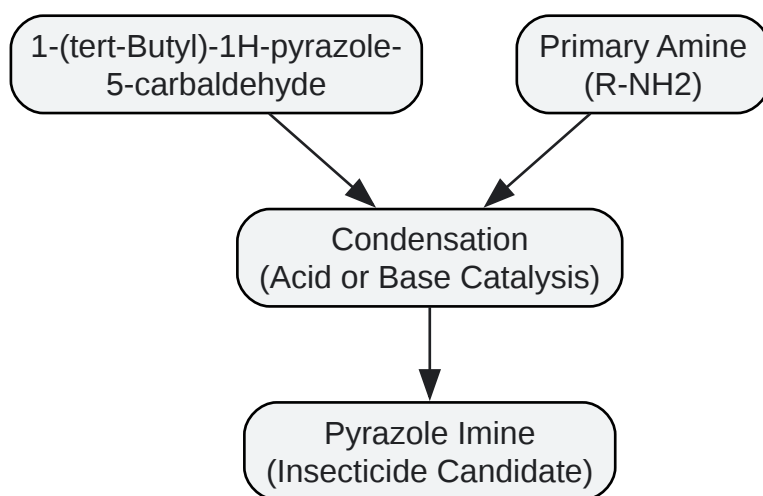 1-(tert-Butyl)-1H-pyrazole-
5-carbaldehyde
Primary Amine
(R-NH2)
Condensation
(Acid or Base Catalysis)
Pyrazole Imine
(Insecticide Candidate)